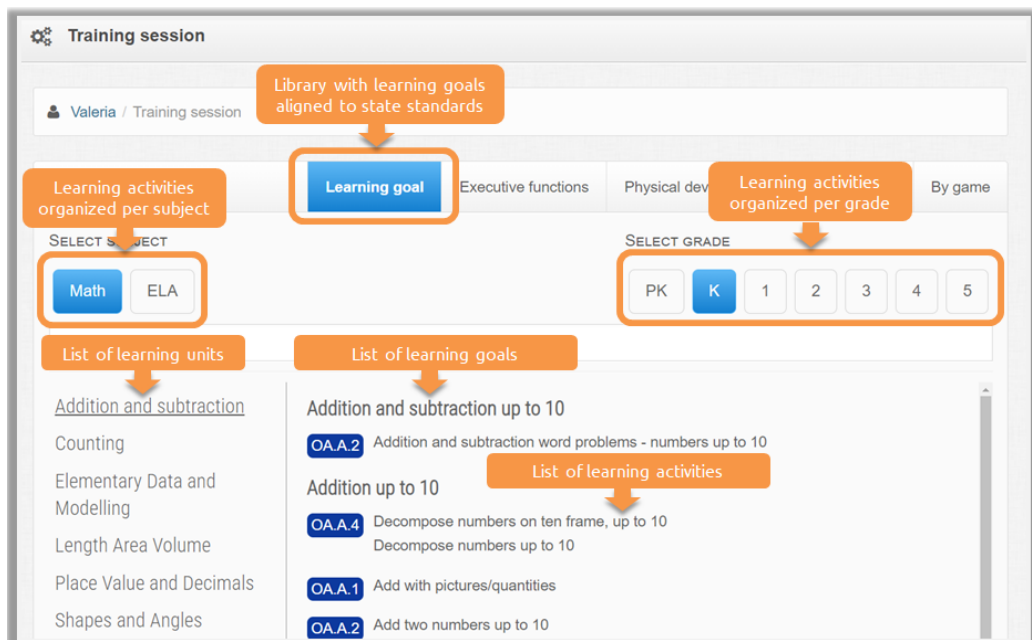 Training session
Library with learning goals
aligned to state standards
Valeria / Training session
Learning activities
organized per subject
Learning goal
Executive functions
Physical dev
Learning activities
organized per grade
By game
SELECT S JECT
SELECT GRADE
Math
ELA
PK
K
1
2
3
4
5
List of learning units
List of learning goals
Addition and subtraction
Counting
Elementary Data and
Modelling
Length Area Volume
Place Value and Decimals
Shapes and Angles
Addition and subtraction up to 10
OA.A.2 Addition and subtraction word problems - numbers up to 10
List of learning activities
Addition up to 10
OA.A.4 Decompose numbers on ten frame, up to 10
Decompose numbers up to 10
OA.A.1 Add with pictures/quantities
OA.A.2 Add two numbers up to 10